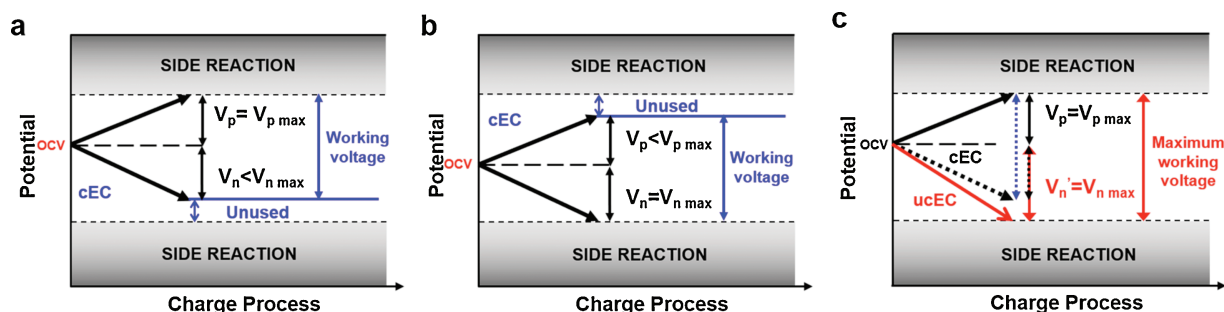 a
SIDE REACTION
Potential
OCV
Vp= Vp max
Vn<Vn max
Working
voltage
cEC
Unused
SIDE REACTION
Charge Process
b
SIDE REACTION
Potential
cEC
Unused
OCV
Vp<Vp max
Vn=Vn max
Working
voltage
SIDE REACTION
Charge Process
c
SIDE REACTION
Potential
OCV
Vp=Vp max
cEC
Maximum
working
voltage
Vn'=Vn max
ucEC
SIDE REACTION
Charge Process